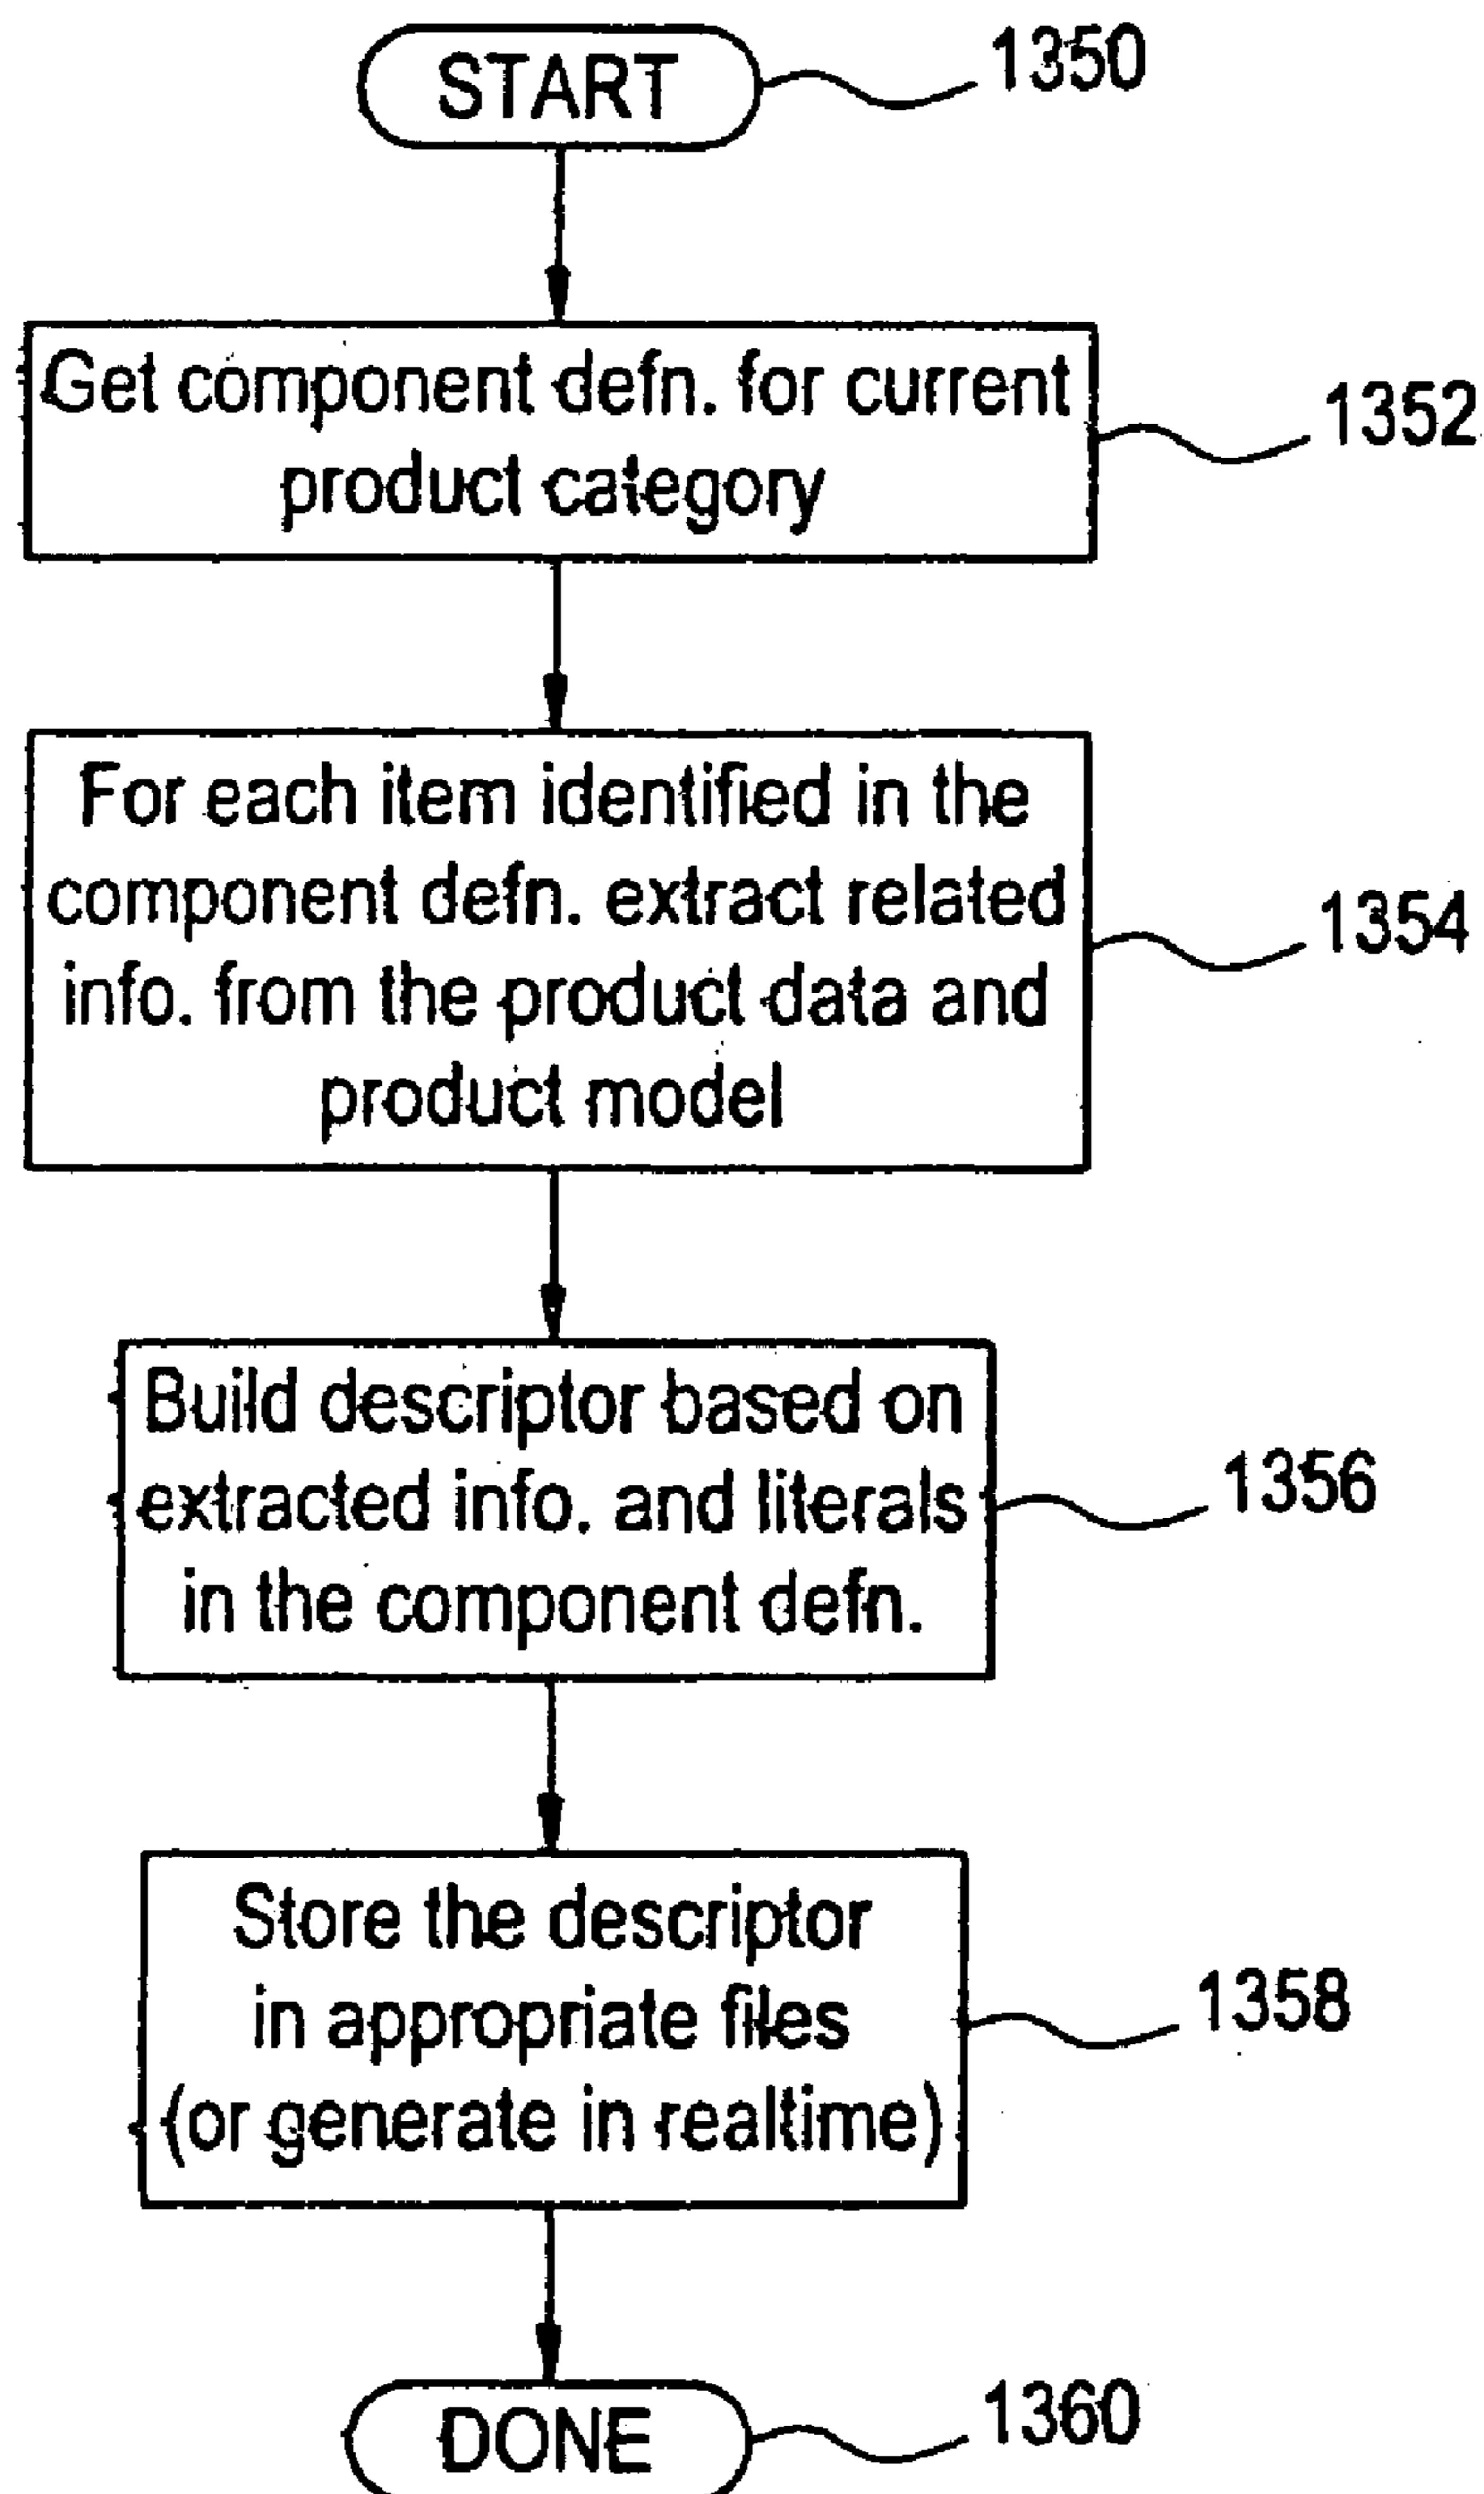 START
1350
Get component defn. for current
product category
1352
For each item identified in the
component defn. extract related
info. from the product data and
product model
1354
Build descriptor based on
extracted info. and literals
in the component defn.
1356
Store the descriptor
in appropriate files
(or generate in realtime)
1358
DONE
1360